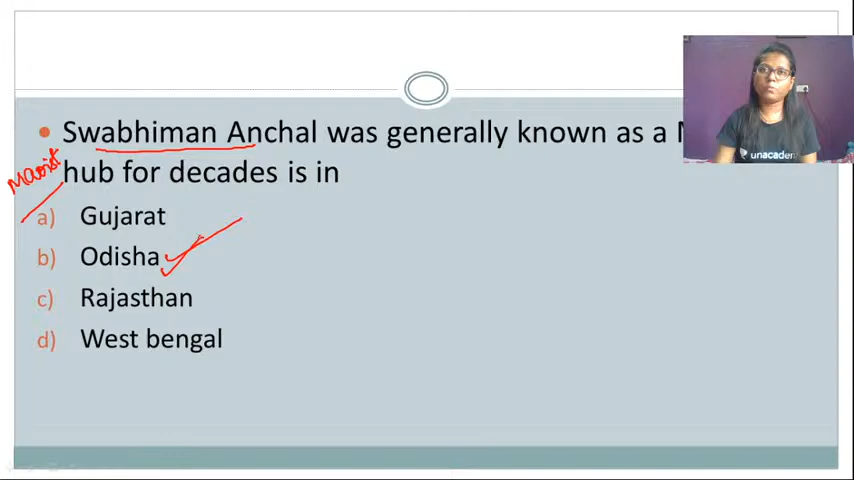 Swabhiman Anchal was generally known as a
Maoist
hub for decades is in
a) Gujarat
b) Odisha
c) Rajasthan
d) West bengal
unacademy